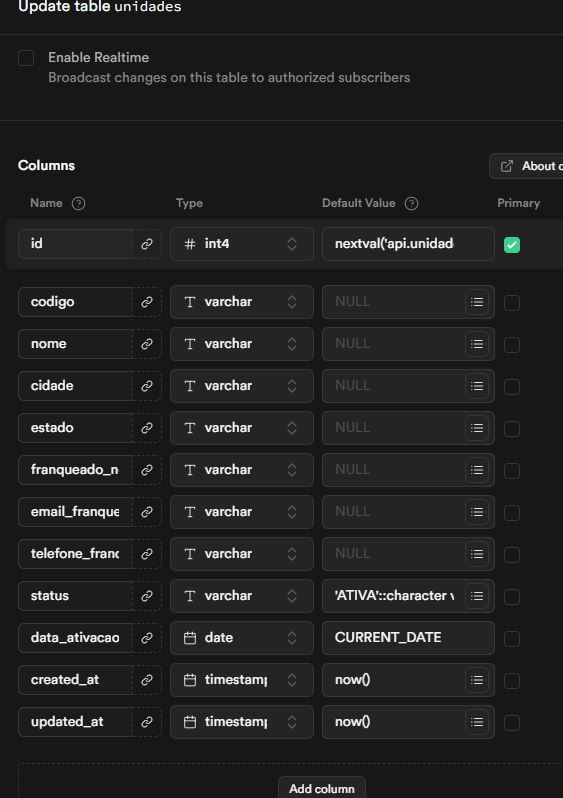 Update table unidades
Enable Realtime
Broadcast changes on this table to authorized subscribers
Columns
About
Name ? Type Default Value ? Primary
id # int4 nextval('api.unidad
codigo T varchar NULL
nome T varchar NULL
cidade T varchar NULL
estado T varchar NULL
franqueado_n T varchar NULL
email_franque T varchar NULL
telefone_franc T varchar NULL
status T varchar 'ATIVA'::character v
data_ativacao date CURRENT_DATE
created_at timestamp now()
updated_at timestamp now()
Add column